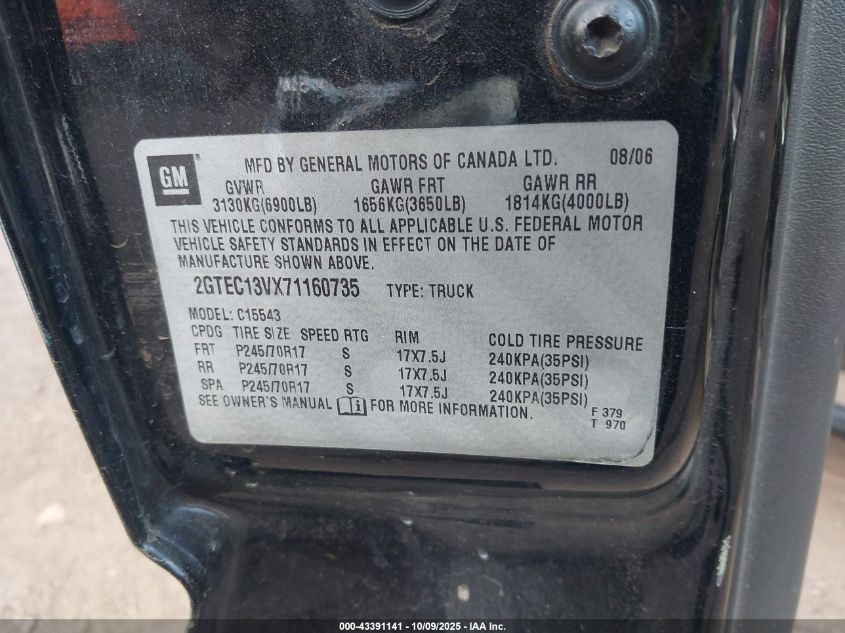 GM
MFD BY GENERAL MOTORS OF CANADA LTD. 08/06
GVWR GAWR FRT GAWR RR
3130KG(6900LB) 1656KG(3650LB) 1814KG(4000LB)
THIS VEHICLE CONFORMS TO ALL APPLICABLE U.S. FEDERAL MOTOR
VEHICLE SAFETY STANDARDS IN EFFECT ON THE DATE OF
MANUFACTURE SHOWN ABOVE.
2GTEC13VX71160735 TYPE: TRUCK
MODEL: C15543
CPDG TIRE SIZE SPEED RTG RIM COLD TIRE PRESSURE
FRT P245/70R17 S 17X7.5J 240KPA(35PSI)
RR P245/70R17 S 17X7.5J 240KPA(35PSI)
SPA P245/70R17 S 17X7.5J 240KPA(35PSI)
SEE OWNER'S MANUAL FOR MORE INFORMATION.
F 379
T 970
000-43391141 - 10/09/2025 - IAA Inc.